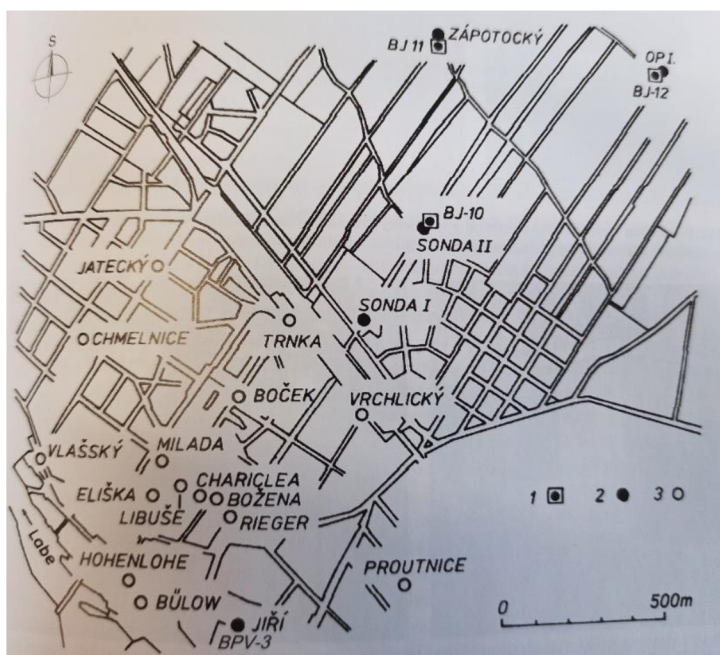 S
ZÁPOTOCKÝ
BJ 11
OP I.
BJ-12
BJ-10
SONDA II
JATECKÝ
SONDA I
TRNKA
CHMELNICE
BOČEK
VRCHLICKÝ
VLAŠSKÝ
MILADA
CHARICLEA
ELIŠKA
BOŽENA
LIBUŠE
RIEGER
1 2 3
Labe
HOHENLOHE
PROUTNICE
BŰLOW
0 500m
JIŘÍ
BPV-3